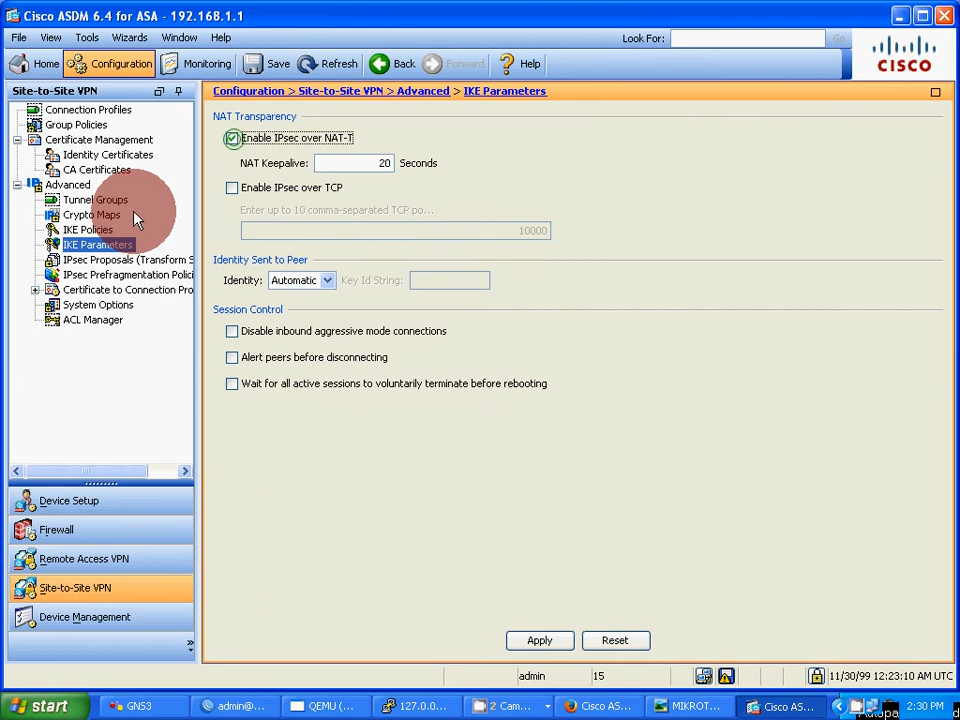 Cisco ASDM 6.4 for ASA - 192.168.1.1
File View Tools Wizards Window Help
Look For: Go
Home Configuration Monitoring Save Refresh Back Forward Help
CISCO
Site-to-Site VPN
Configuration > Site-to-Site VPN > Advanced > IKE Parameters
Connection Profiles
Group Policies
Certificate Management
Identity Certificates
CA Certificates
Advanced
Tunnel Groups
Crypto Maps
IKE Policies
IKE Parameters
IPsec Proposals (Transform S
IPsec Prefragmentation Polici
Certificate to Connection Pro
System Options
ACL Manager
NAT Transparency
Enable IPsec over NAT-T
NAT Keepalive: 20 Seconds
Enable IPsec over TCP
Enter up to 10 comma-separated TCP po...
10000
Identity Sent to Peer
Identity: Automatic Key Id String:
Session Control
Disable inbound aggressive mode connections
Alert peers before disconnecting
Wait for all active sessions to voluntarily terminate before rebooting
Device Setup
Firewall
Remote Access VPN
Site-to-Site VPN
Device Management
»
Apply Reset
admin 15 11/30/99 12:23:10 AM UTC
start GNS3 admin@... QEMU (... 127.0.0... 2 Cam... Cisco AS... MIKROT... Cisco AS... 2:30 PM